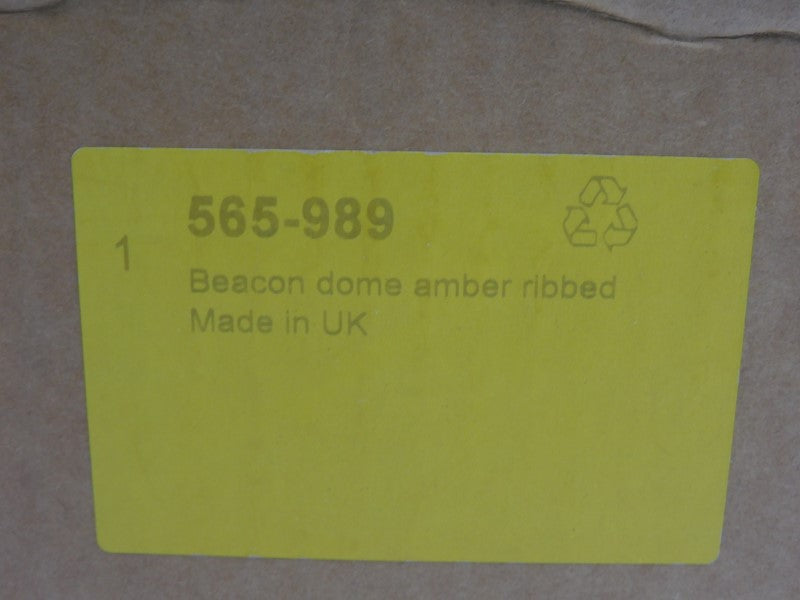 565-989
1
Beacon dome amber ribbed
Made in UK